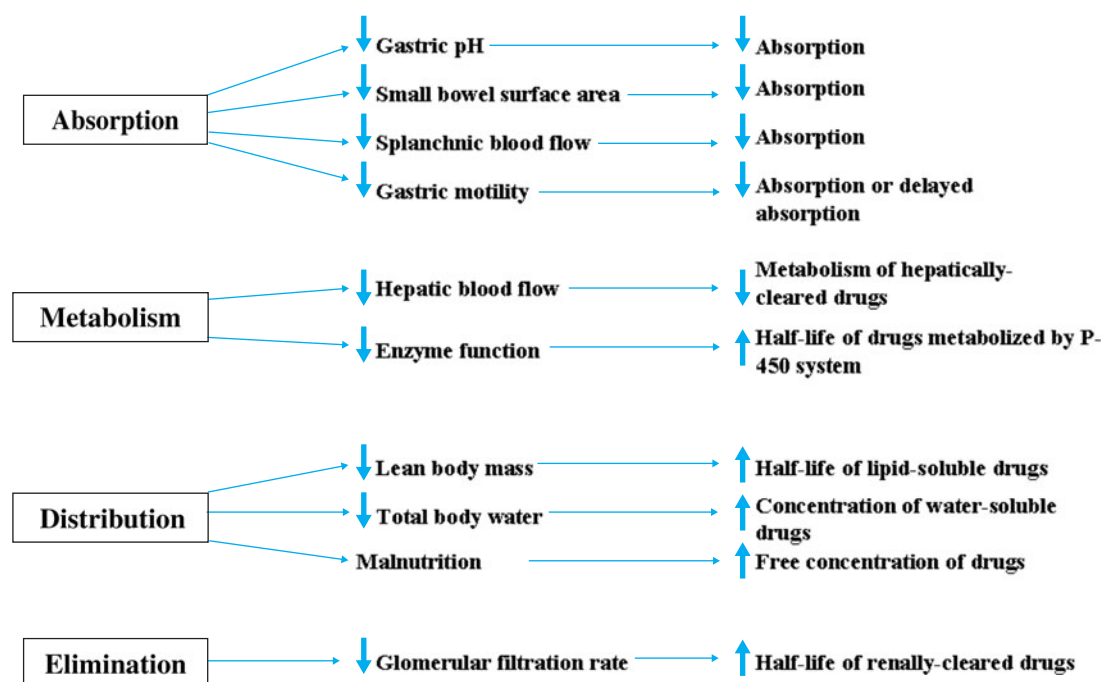 Absorption
Gastric pH
Absorption
Small bowel surface area
Absorption
Splanchnic blood flow
Absorption
Gastric motility
Absorption or delayed
absorption
Metabolism
Hepatic blood flow
Metabolism of hepatically-
cleared drugs
Enzyme function
Half-life of drugs metabolized by P-
450 system
Distribution
Lean body mass
Half-life of lipid-soluble drugs
Total body water
Concentration of water-soluble
drugs
Malnutrition
Free concentration of drugs
Elimination
Glomerular filtration rate
Half-life of renally-cleared drugs